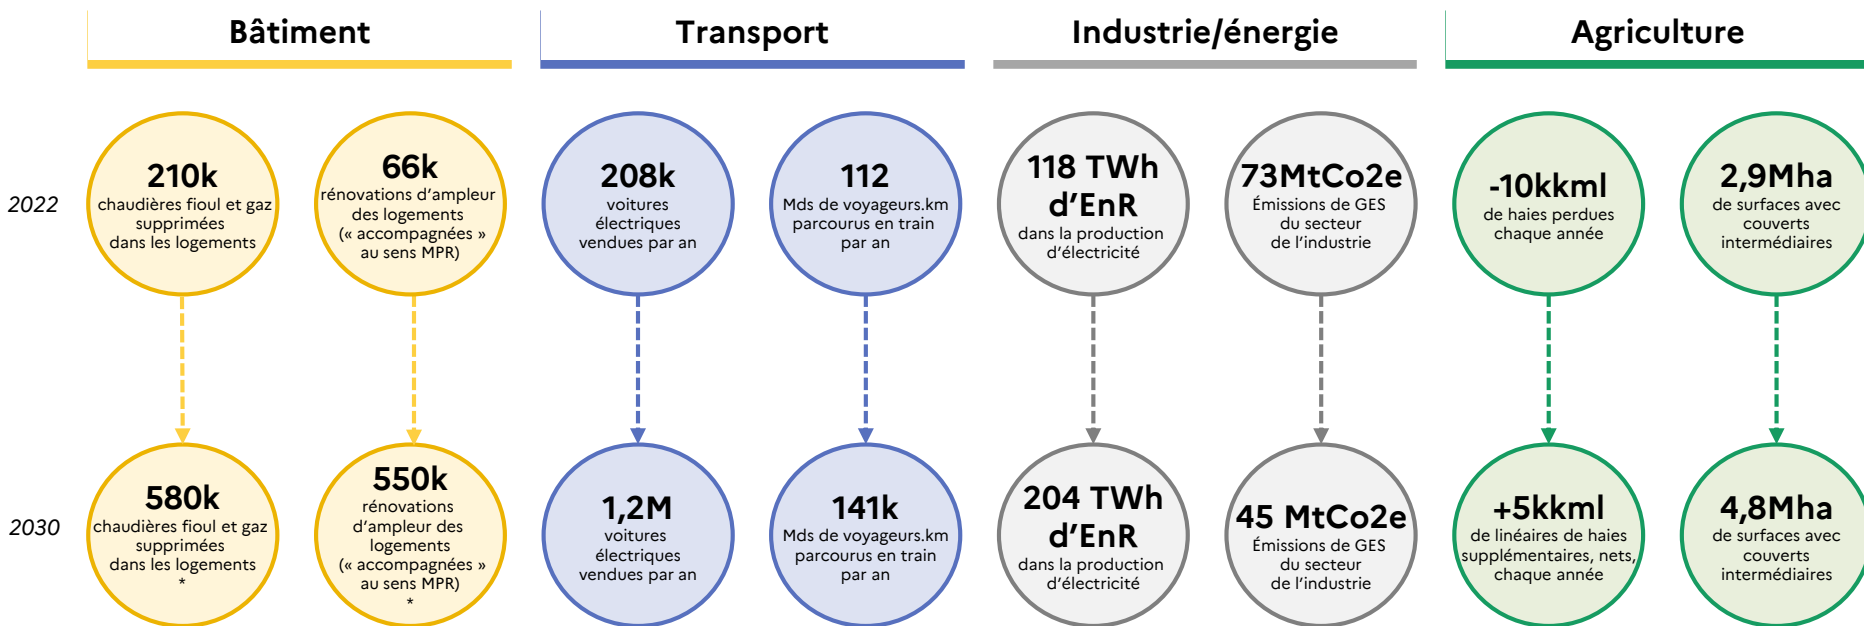 Bâtiment
Transport
Industrie/énergie
Agriculture
2022
210k
chaudières fioul et gaz
supprimées
dans les logements
66k
rénovations d'ampleur
des logements
(« accompagnées »
au sens MPR)
208k
voitures
électriques
vendues par an
112
Mds de voyageurs.km
parcourus en train
par an
118 TWh
d'EnR
dans la production
d'électricité
73MtCo2e
Émissions de GES
du secteur
de l'industrie
-10kkml
de haies perdues
chaque année
2,9Mha
de surfaces avec
couverts
intermédiaires
2030
580k
chaudières fioul et gaz
supprimées
dans les logements
*
550k
rénovations
d'ampleur des
logements
(« accompagnées »
au sens MPR)
*
1,2M
voitures
électriques
vendues par an
141k
Mds de voyageurs.km
parcourus en train
par an
204 TWh
d'EnR
dans la production
d'électricité
45 MtCo2e
Émissions de GES
du secteur
de l'industrie
+5kkml
de linéaires de haies
supplémentaires, nets,
chaque année
4,8Mha
de surfaces avec
couverts
intermédiaires